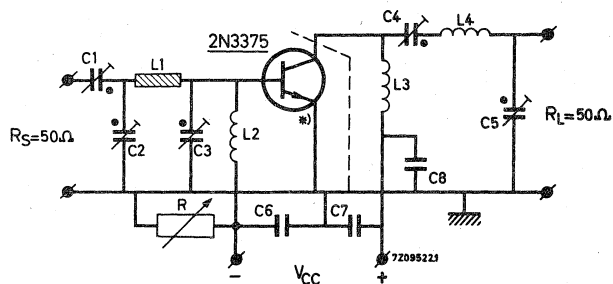 2N3375
C1
L1
C2
C3
L2
*)
C4
L4
L3
C5
C8
RS=50Ω
RL=50Ω
R
C6
C7
-
VCC
+
7Z09522.1